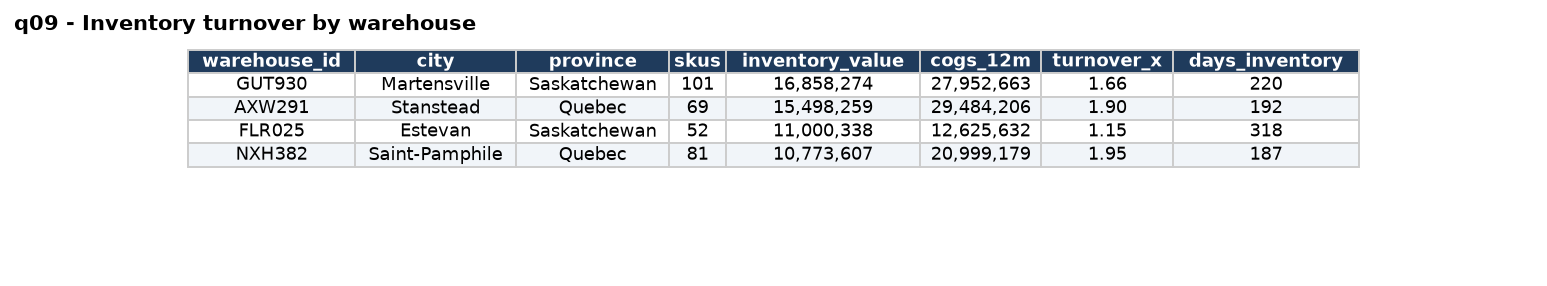 q09 - Inventory turnover by warehouse
warehouse_id city province skus inventory_value cogs_12m turnover_x days_inventory
GUT930 Martensville Saskatchewan 101 16,858,274 27,952,663 1.66 220
AXW291 Stanstead Quebec 69 15,498,259 29,484,206 1.90 192
FLR025 Estevan Saskatchewan 52 11,000,338 12,625,632 1.15 318
NXH382 Saint-Pamphile Quebec 81 10,773,607 20,999,179 1.95 187